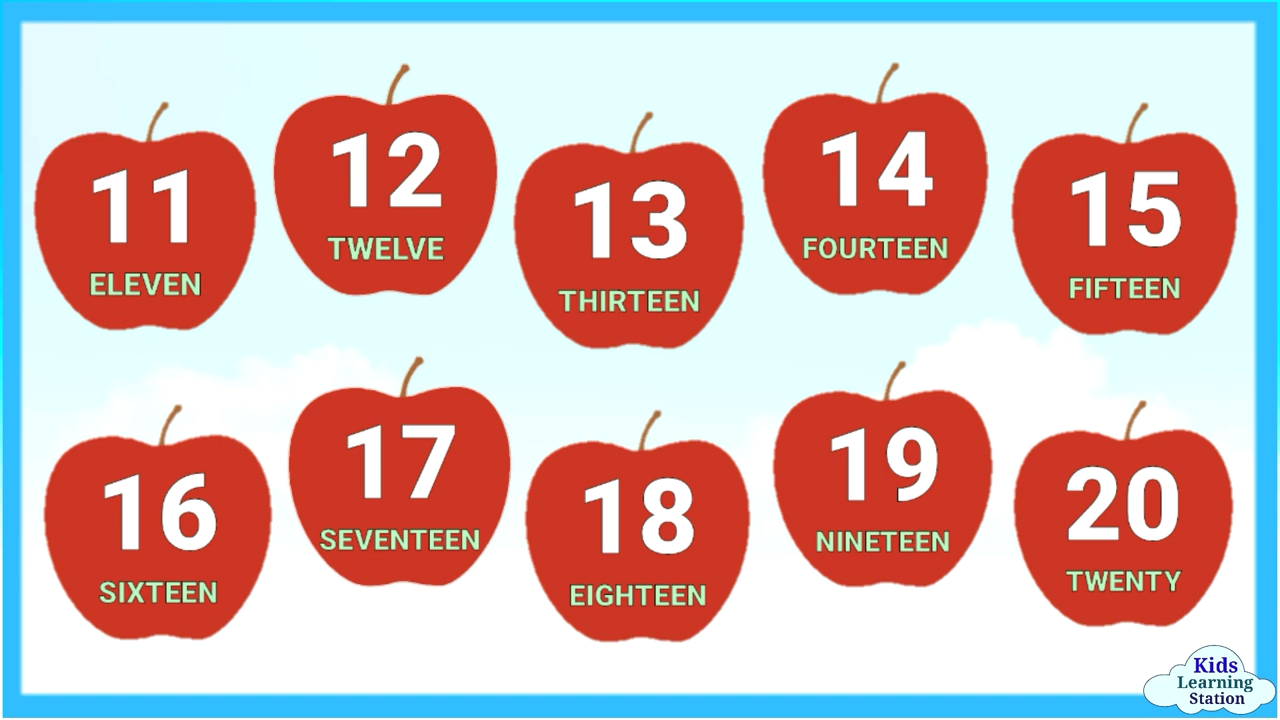 11
ELEVEN
12
TWELVE
13
THIRTEEN
14
FOURTEEN
15
FIFTEEN
16
SIXTEEN
17
SEVENTEEN
18
EIGHTEEN
19
NINETEEN
20
TWENTY
Kids
Learning
Station